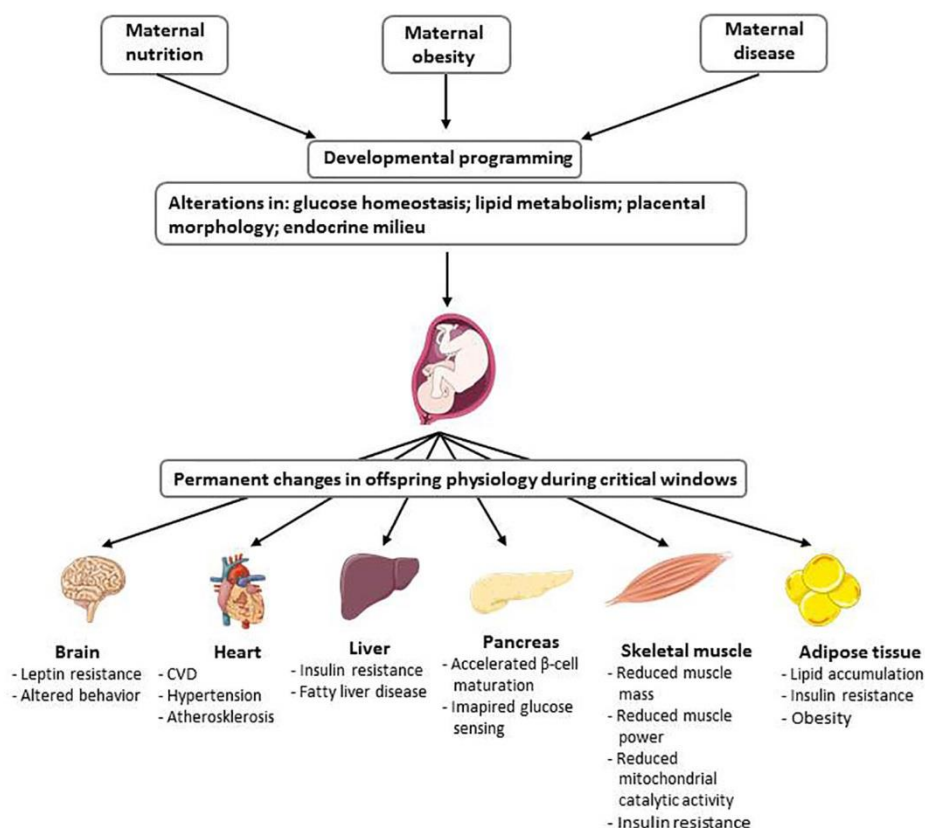 Maternal
nutrition
Maternal
obesity
Maternal
disease
Developmental programming
Alterations in: glucose homeostasis; lipid metabolism; placental
morphology; endocrine milieu
Permanent changes in offspring physiology during critical windows
Brain
- Leptin resistance
- Altered behavior
Heart
- CVD
- Hypertension
- Atherosklerosis
Liver
- Insulin resistance
- Fatty liver disease
Pancreas
- Accelerated β-cell
maturation
- Imapired glucose
sensing
Skeletal muscle
- Reduced muscle
mass
- Reduced muscle
power
- Reduced
mitochondrial
catalytic activity
- Insulin resistance
Adipose tissue
- Lipid accumulation
- Insulin resistance
- Obesity